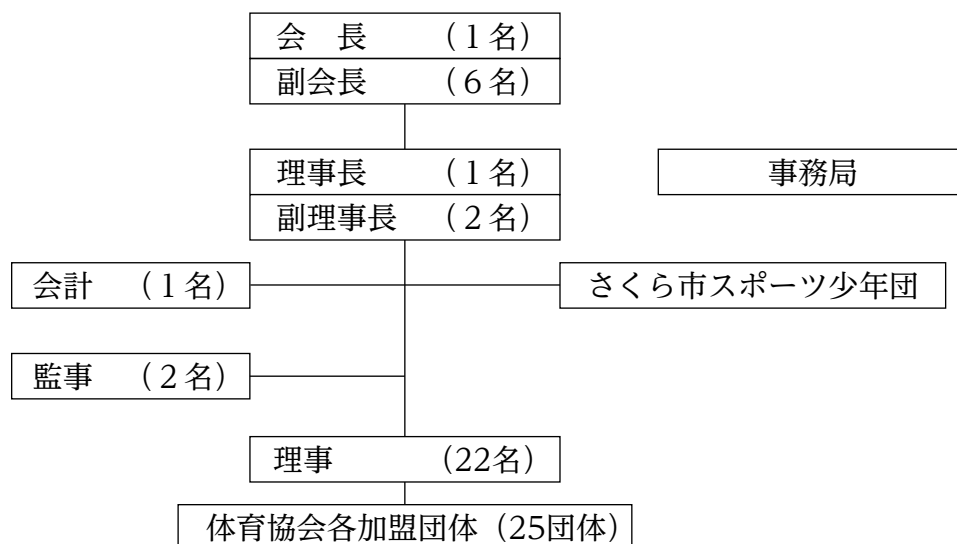 会　長　　（１名）
副会長　　（６名）
理事長　　（１名）
事務局
副理事長　（２名）
会計　（１名）
さくら市スポーツ少年団
監事　（２名）
理事　　　（22名）
体育協会各加盟団体（25団体）